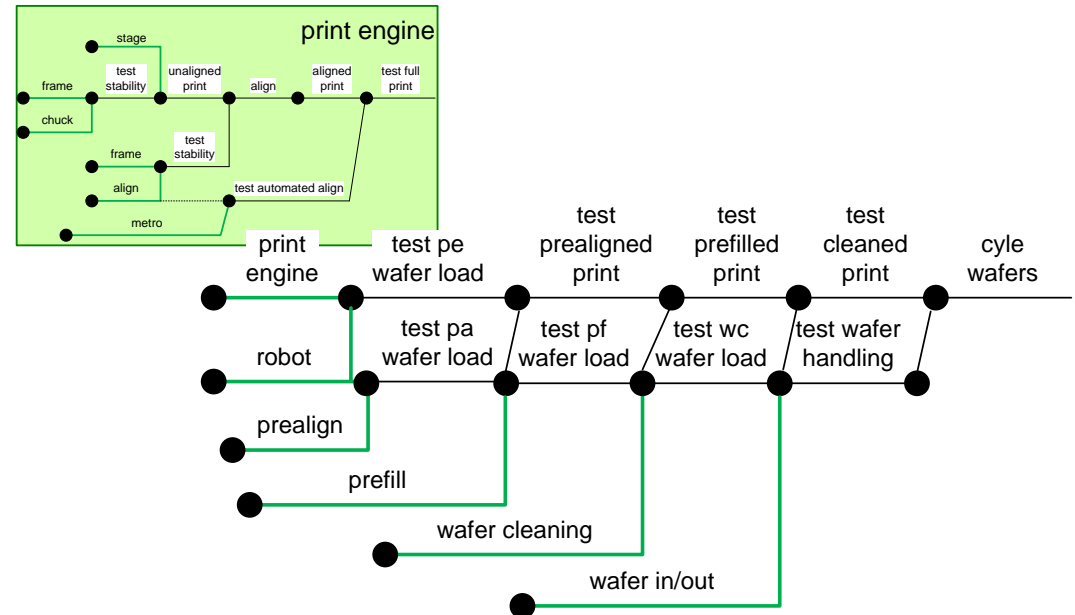 print engine
stage
frame
test
stability
unaligned
print
align
aligned
print
test full
print
chuck
frame
test
stability
align
test automated align
metro
print
engine
test pe
wafer load
test
prealigned
print
test
prefilled
print
test
cleaned
print
cyle
wafers
robot
test pa
wafer load
test pf
wafer load
test wc
wafer load
test wafer
handling
prealign
prefill
wafer cleaning
wafer in/out